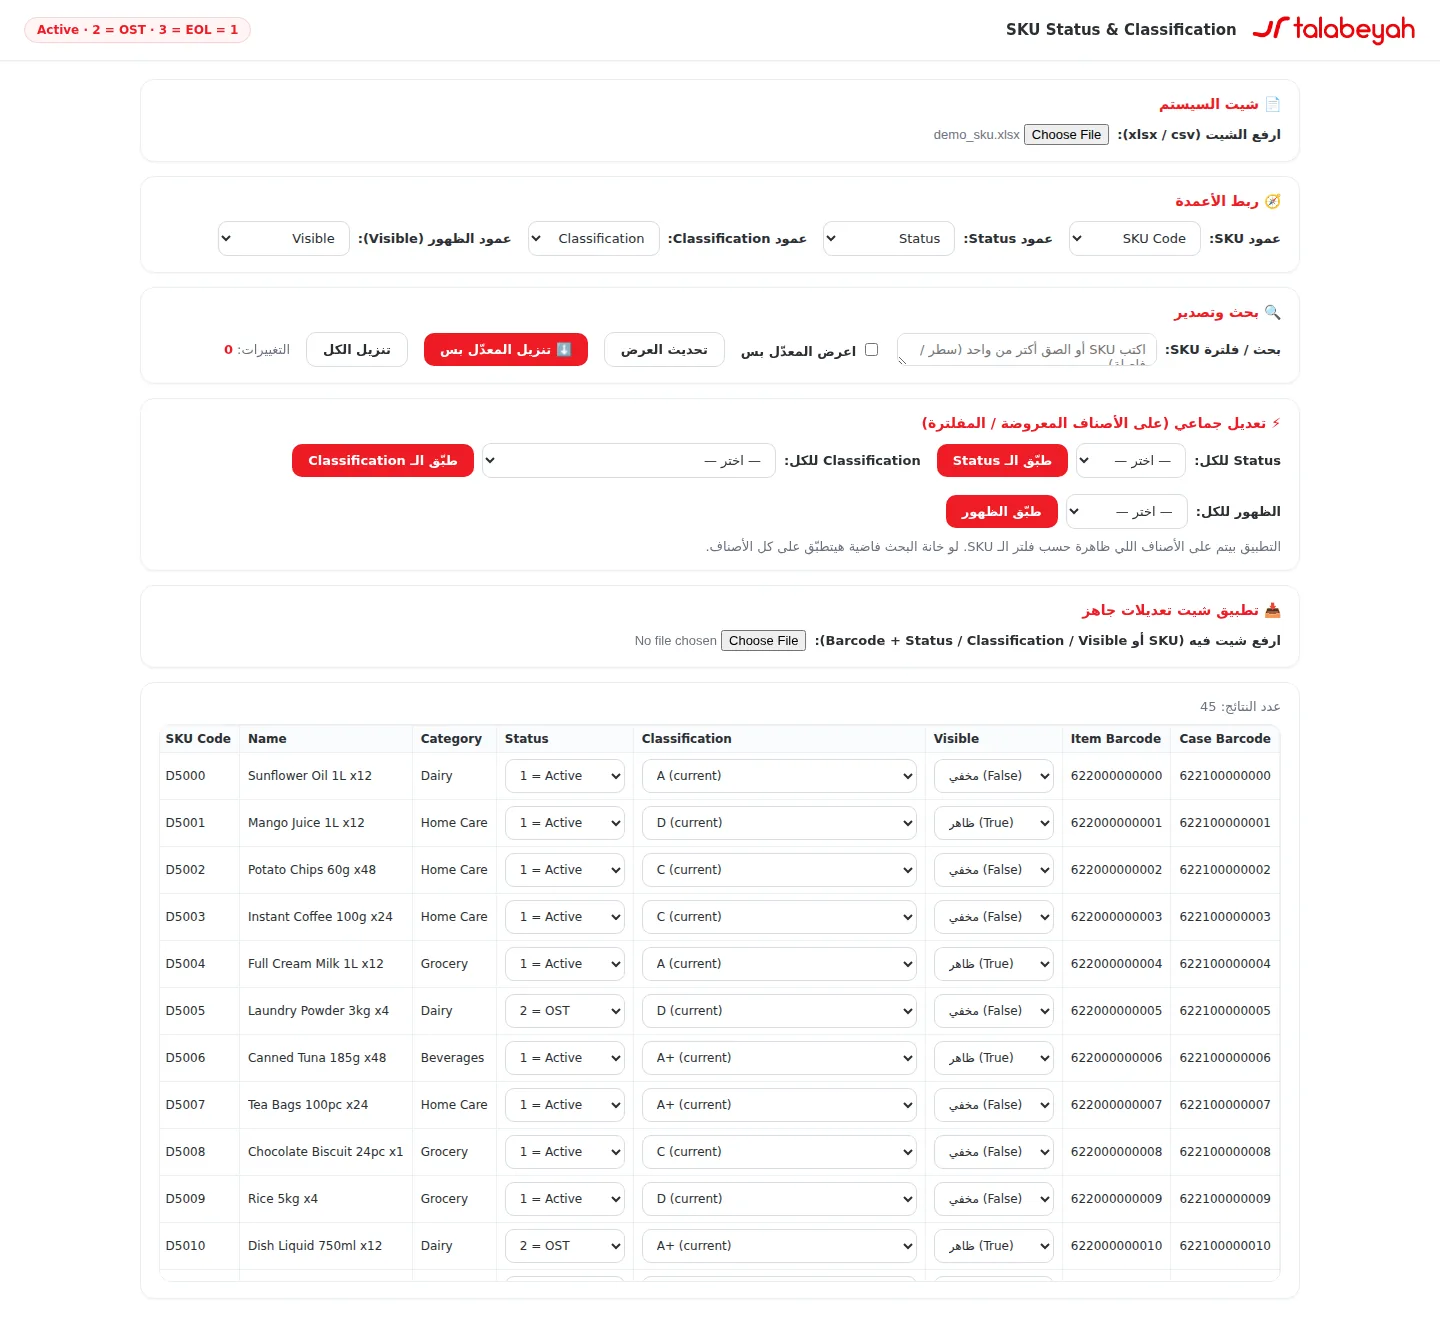 talabeyah
SKU Status & Classification
Active · 2 = OST · 3 = EOL = 1
📄 شيت السيستم
ارفع الشيت (xlsx / csv): Choose File demo_sku.xlsx
🧭 ربط الأعمدة
عمود SKU: SKU Code عمود Status: Status عمود Classification: Classification عمود الظهور (Visible): Visible
🔍 بحث وتصدير
بحث / فلترة SKU: اكتب SKU أو الصق أكتر من واحد (سطر / فاصلة) اعرض المعدّل بس تحديث العرض ⬇️ تنزيل المعدّل بس تنزيل الكل التغييرات: 0
⚡ تعديل جماعي (على الأصناف المعروضة / المفلترة)
Status للكل: — اختر — طبّق الـ Status Classification للكل: — اختر — طبّق الـ Classification
الظهور للكل: — اختر — طبّق الظهور
التطبيق بيتم على الأصناف اللي ظاهرة حسب فلتر الـ SKU. لو خانة البحث فاضية هيتطبّق على كل الأصناف.
📥 تطبيق شيت تعديلات جاهز
ارفع شيت فيه (SKU أو Barcode + Status / Classification / Visible): Choose File No file chosen
عدد النتائج: 45
SKU Code Name Category Status Classification Visible Item Barcode Case Barcode
D5000 Sunflower Oil 1L x12 Dairy 1 = Active A (current) مخفي (False) 622000000000 622100000000
D5001 Mango Juice 1L x12 Home Care 1 = Active D (current) ظاهر (True) 622000000001 622100000001
D5002 Potato Chips 60g x48 Home Care 1 = Active C (current) مخفي (False) 622000000002 622100000002
D5003 Instant Coffee 100g x24 Home Care 1 = Active C (current) مخفي (False) 622000000003 622100000003
D5004 Full Cream Milk 1L x12 Grocery 1 = Active A (current) ظاهر (True) 622000000004 622100000004
D5005 Laundry Powder 3kg x4 Dairy 2 = OST D (current) مخفي (False) 622000000005 622100000005
D5006 Canned Tuna 185g x48 Beverages 1 = Active A+ (current) ظاهر (True) 622000000006 622100000006
D5007 Tea Bags 100pc x24 Home Care 1 = Active A+ (current) مخفي (False) 622000000007 622100000007
D5008 Chocolate Biscuit 24pc x1 Grocery 1 = Active C (current) مخفي (False) 622000000008 622100000008
D5009 Rice 5kg x4 Grocery 1 = Active D (current) مخفي (False) 622000000009 622100000009
D5010 Dish Liquid 750ml x12 Dairy 2 = OST A+ (current) ظاهر (True) 622000000010 622100000010